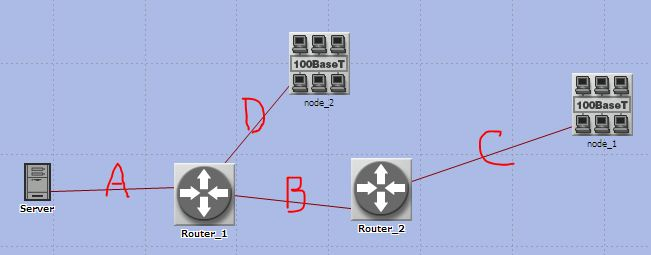 100BaseT
node_2
D
100BaseT
node_1
C
A
Server
Router_1
B
Router_2